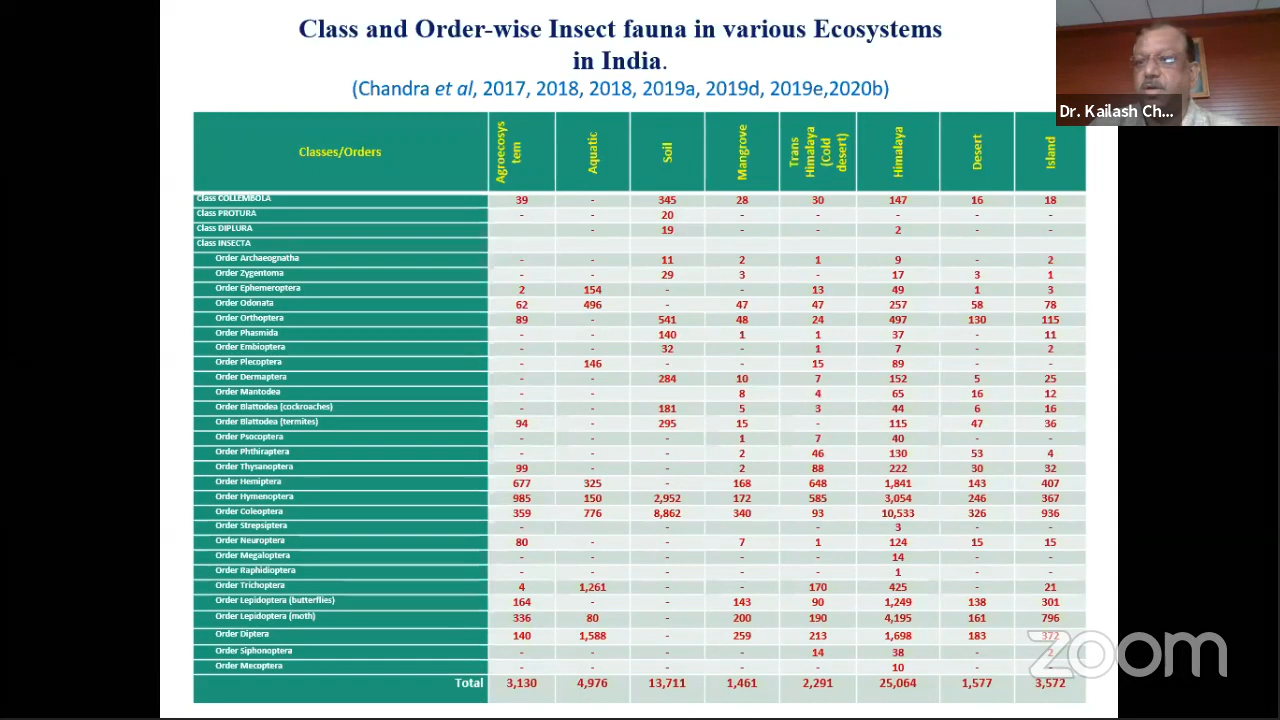 Class and Order-wise Insect fauna in various Ecosystems
in India.
(Chandra et al, 2017, 2018, 2018, 2019a, 2019d, 2019e,2020b)
Dr. Kailash Ch...
Classes/Orders Agroecosys tem Aquatic Soil Mangrove Trans Himalaya (Cold desert) Himalaya Desert Island
Class COLLEMBOLA 39 - 345 28 30 147 16 18
Class PROTURA - - 20 - - - - -
Class DIPLURA - 19 - - 2 - -
Class INSECTA
Order Archaeognatha - - 11 2 1 9 - 2
Order Zygentoma - - 29 3 - 17 3 1
Order Ephemeroptera 2 154 - - 13 49 1 3
Order Odonata 62 496 - 47 47 257 58 78
Order Orthoptera 89 - 541 48 24 497 130 115
Order Phasmida - - 140 1 1 37 - 11
Order Embioptera - - 32 - 1 7 - 2
Order Plecoptera - 146 - - 15 89 - -
Order Dermaptera - - 284 10 7 152 5 25
Order Mantodea - - 8 4 65 16 12
Order Blattodea (cockroaches) - - 181 5 3 44 6 16
Order Blattodea (termites) 94 - 295 15 - 115 47 36
Order Psocoptera - - - 1 7 40 - -
Order Phthiraptera - - - 2 46 130 53 4
Order Thysanoptera 99 - - 2 88 222 30 32
Order Hemiptera 677 325 - 168 648 1,841 143 407
Order Hymenoptera 985 150 2,952 172 585 3,054 246 367
Order Coleoptera 359 776 8,862 340 93 10,533 326 936
Order Strepsiptera - - - - - 3 - -
Order Neuroptera 80 - - 7 1 124 15 15
Order Megaloptera - - - - - 14 - -
Order Raphidioptera - - - - - 1 - -
Order Trichoptera 4 1,261 - - 170 425 - 21
Order Lepidoptera (butterflies) 164 - - 143 90 1,249 138 301
Order Lepidoptera (moth) 336 80 - 200 190 4,195 161 796
Order Diptera 140 1,588 - 259 213 1,698 183 372
Order Siphonoptera - - - - 14 38 - 2
Order Mecoptera - - - - - 10 - -
Total 3,130 4,976 13,711 1,461 2,291 25,064 1,577 3,572
zoom